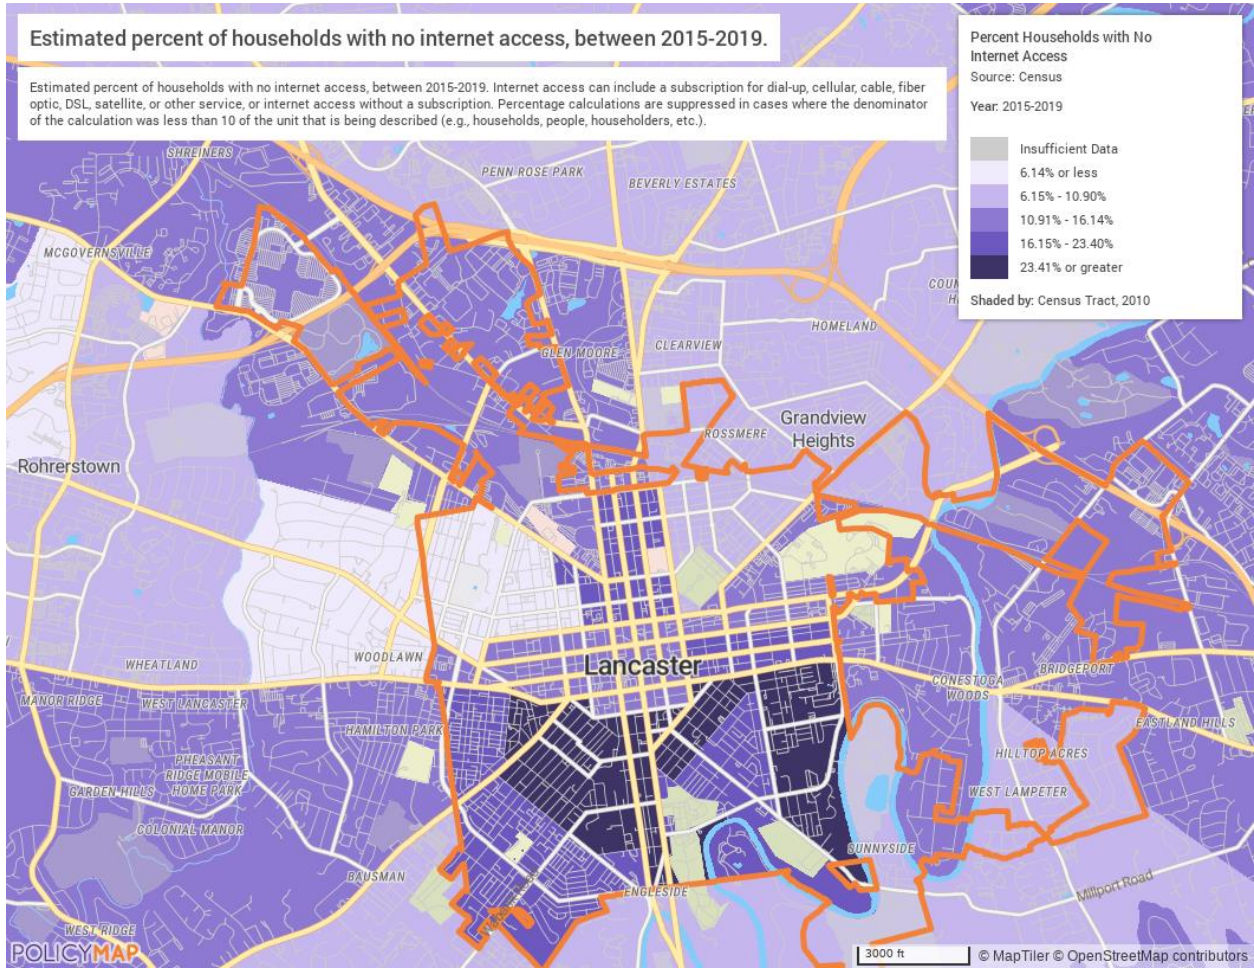 Estimated percent of households with no internet access, between 2015-2019.
Estimated percent of households with no internet access, between 2015-2019. Internet access can include a subscription for dial-up, cellular, cable, fiber
optic, DSL, satellite, or other service, or internet access without a subscription. Percentage calculations are suppressed in cases where the denominator
of the calculation was less than 10 of the unit that is being described (e.g., households, people, householders, etc.).
Percent Households with No
Internet Access
Source: Census
Year: 2015-2019
Insufficient Data
6.14% or less
6.15% - 10.90%
10.91% - 16.14%
16.15% - 23.40%
23.41% or greater
Shaded by: Census Tract, 2010
SHREINERS
PENN ROSE PARK
BEVERLY ESTATES
MCGOVERNSVILLE
HOMELAND
GLEN MOORE
CLEARVIEW
Grandview
Heights
ROSSMERE
Rohrerstown
WHEATLAND
WOODLAWN
Lancaster
BRIDGEPORT
CONESTOGA
WOODS
MANOR RIDGE
WEST LANCASTER
HAMILTON PARK
EASTLAND HILLS
PHEASANT
RIDGE MOBILE
HOME PARK
GARDEN HILLS
HILLTOP ACRES
WEST LAMPETER
COLONIAL MANOR
SUNNYSIDE
BAUSMAN
ENGLESIDE
Millport Road
WEST RIDGE
POLICYMAP
3000 ft
© MapTiler © OpenStreetMap contributors